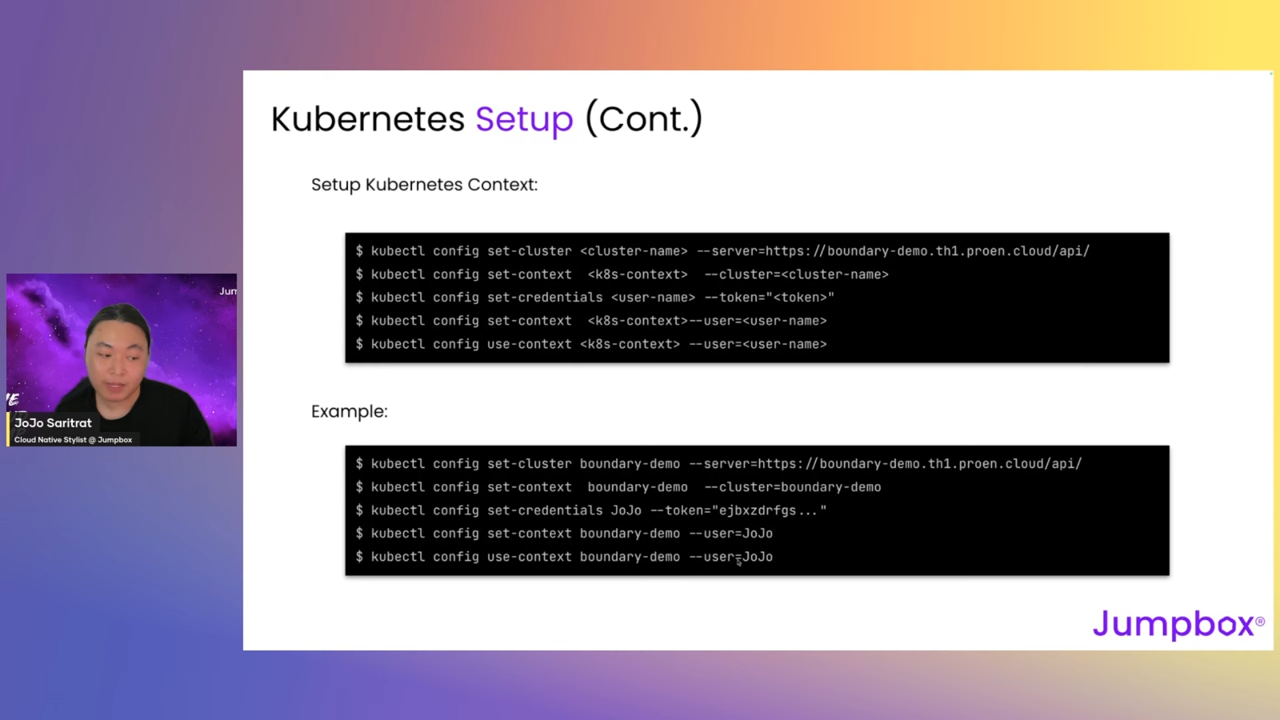 Kubernetes Setup (Cont.)
Setup Kubernetes Context:
$ kubectl config set-cluster <cluster-name> --server=https://boundary-demo.th1.proen.cloud/api/
$ kubectl config set-context  <k8s-context>  --cluster=<cluster-name>
$ kubectl config set-credentials <user-name> --token="<token>"
$ kubectl config set-context  <k8s-context>--user=<user-name>
$ kubectl config use-context <k8s-context> --user=<user-name>
Example:
$ kubectl config set-cluster boundary-demo --server=https://boundary-demo.th1.proen.cloud/api/
$ kubectl config set-context  boundary-demo  --cluster=boundary-demo
$ kubectl config set-credentials JoJo --token="ejbxzdrfgs..."
$ kubectl config set-context boundary-demo --user=JoJo
$ kubectl config use-context boundary-demo --user=JoJo
Jumpbox®
JoJo Saritrat
Cloud Native Stylist @ Jumpbox